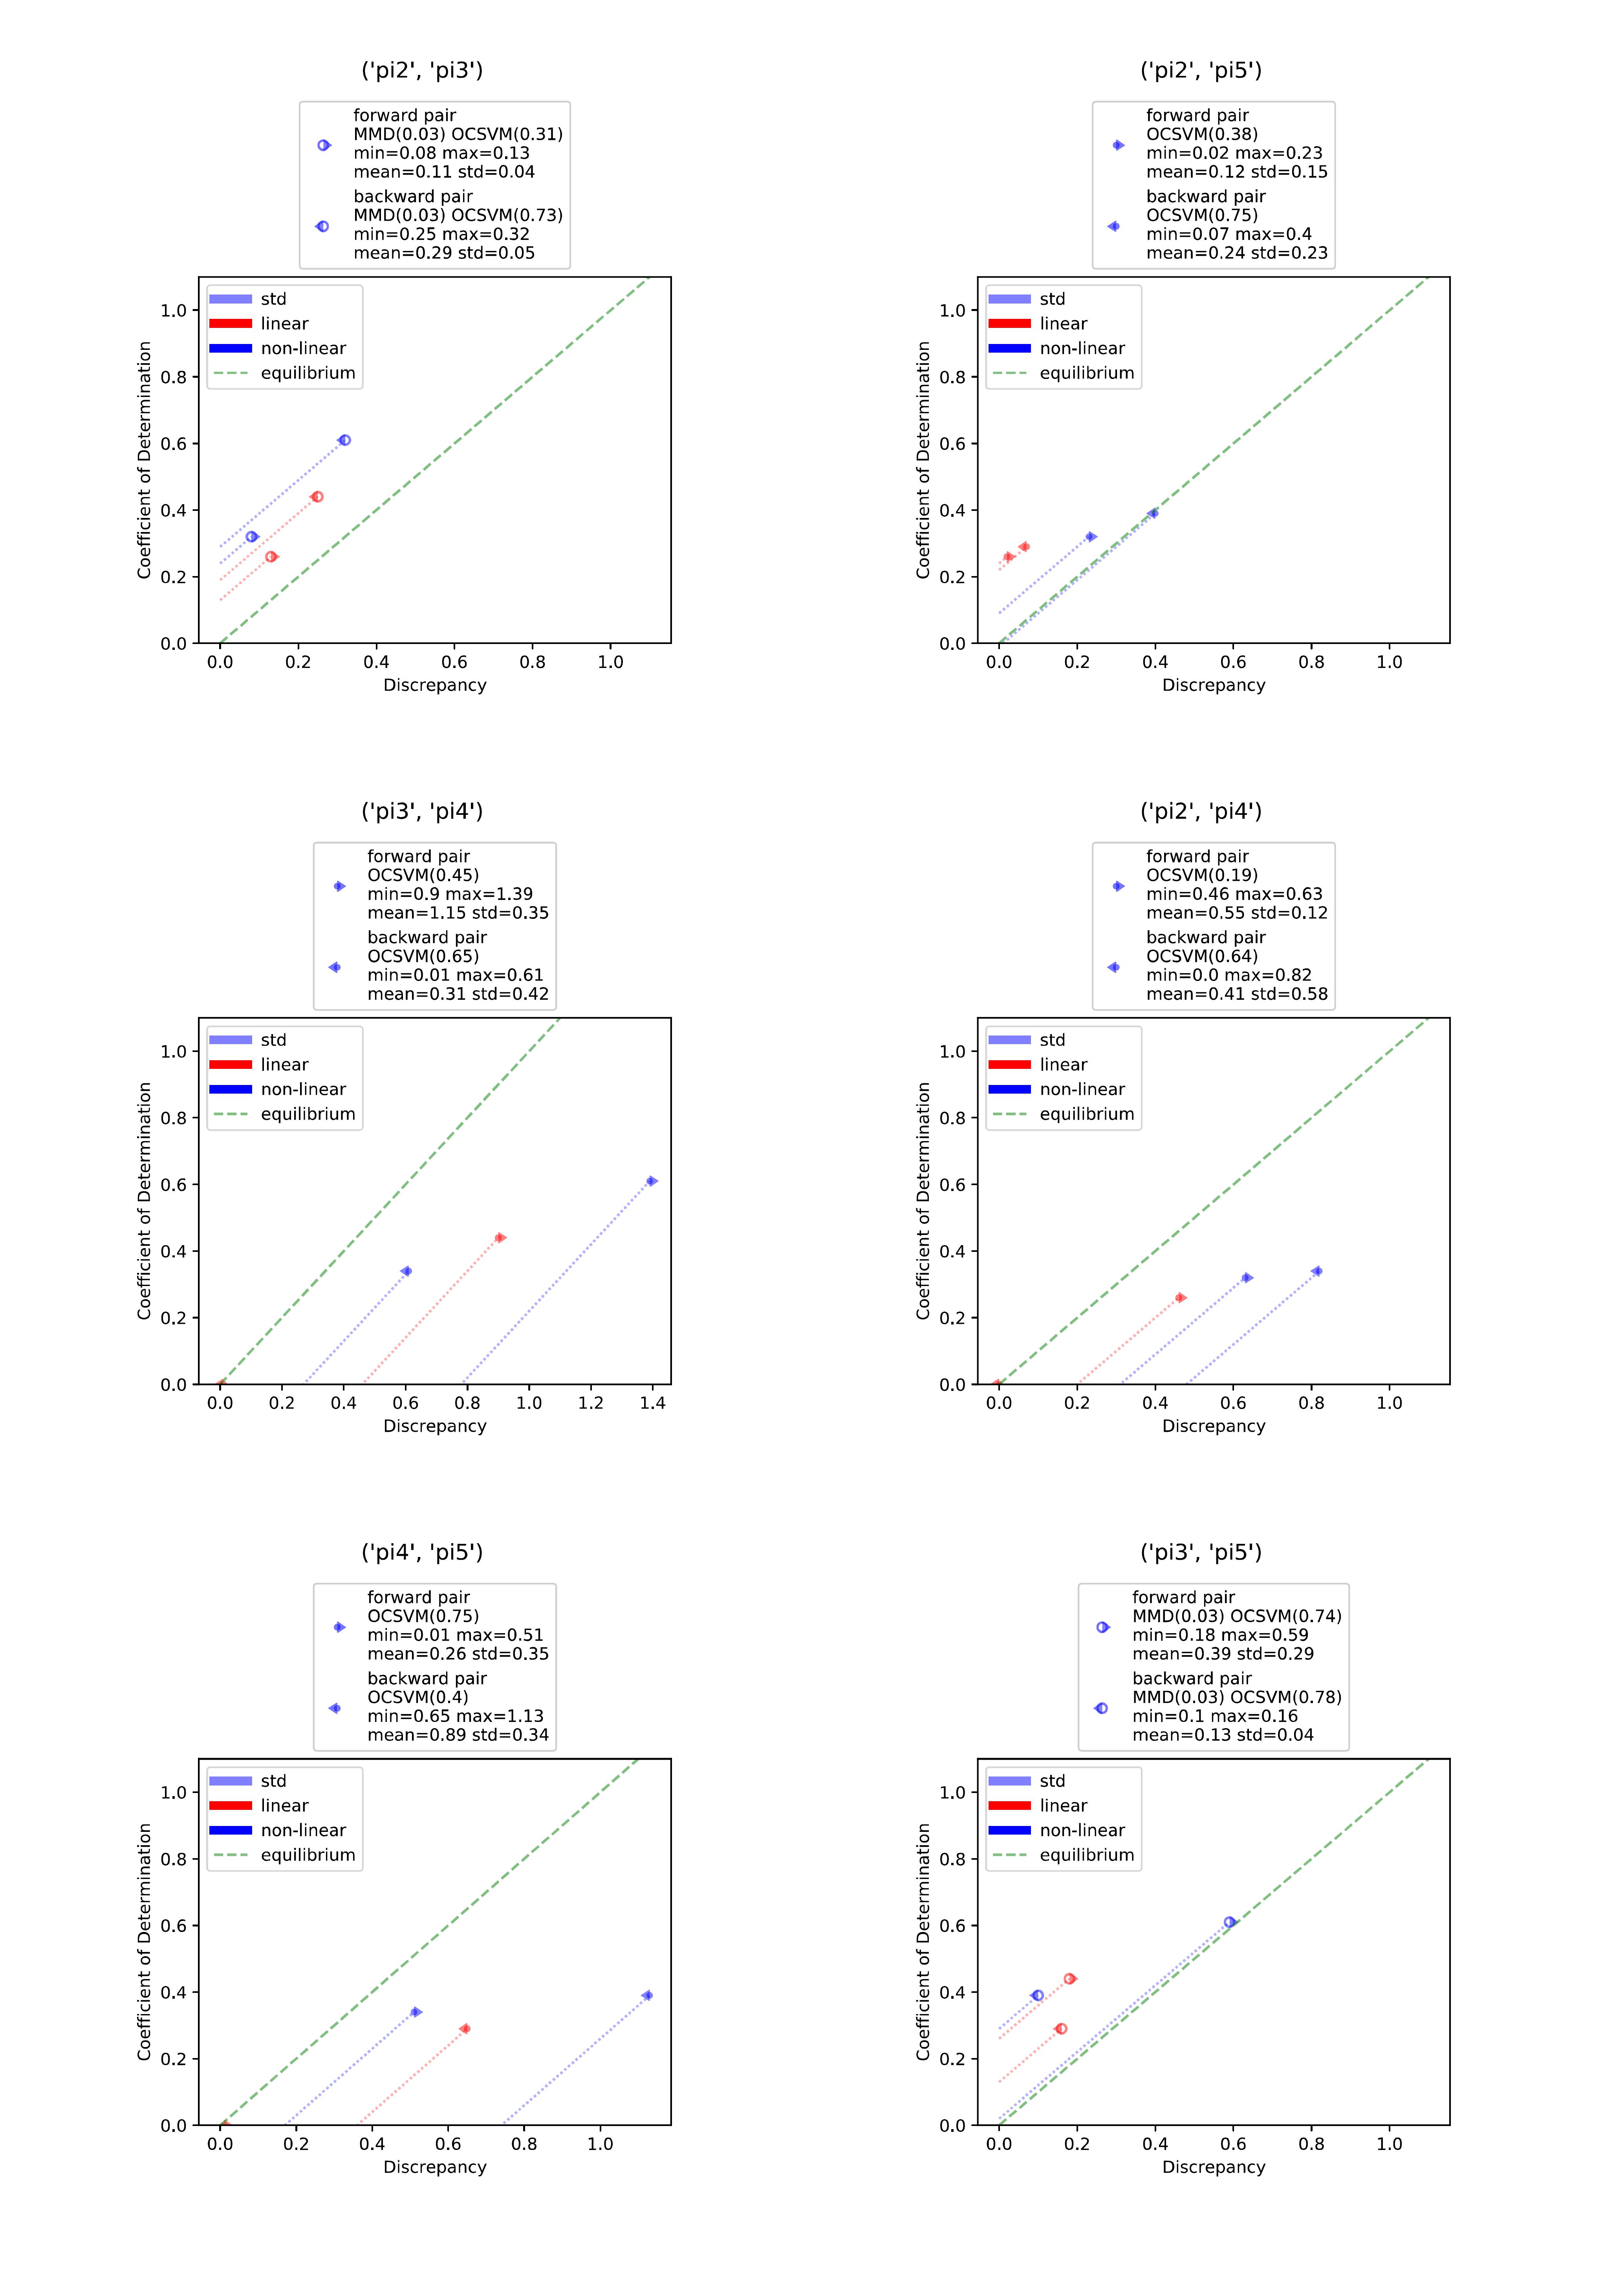 ('pi2', 'pi3')
forward pair
MMD(0.03) OCSVM(0.31)
min=0.08 max=0.13
mean=0.11 std=0.04
backward pair
MMD(0.03) OCSVM(0.73)
min=0.25 max=0.32
mean=0.29 std=0.05
std
linear
non-linear
equilibrium
1.0
0.8
0.6
0.4
0.2
0.0
Coefficient of Determination
0.0 0.2 0.4 0.6 0.8 1.0
Discrepancy
('pi2', 'pi5')
forward pair
OCSVM(0.38)
min=0.02 max=0.23
mean=0.12 std=0.15
backward pair
OCSVM(0.75)
min=0.07 max=0.4
mean=0.24 std=0.23
std
linear
non-linear
equilibrium
1.0
0.8
0.6
0.4
0.2
0.0
Coefficient of Determination
0.0 0.2 0.4 0.6 0.8 1.0
Discrepancy
('pi3', 'pi4')
forward pair
OCSVM(0.45)
min=0.9 max=1.39
mean=1.15 std=0.35
backward pair
OCSVM(0.65)
min=0.01 max=0.61
mean=0.31 std=0.42
std
linear
non-linear
equilibrium
1.0
0.8
0.6
0.4
0.2
0.0
Coefficient of Determination
0.0 0.2 0.4 0.6 0.8 1.0 1.2 1.4
Discrepancy
('pi2', 'pi4')
forward pair
OCSVM(0.19)
min=0.46 max=0.63
mean=0.55 std=0.12
backward pair
OCSVM(0.64)
min=0.0 max=0.82
mean=0.41 std=0.58
std
linear
non-linear
equilibrium
1.0
0.8
0.6
0.4
0.2
0.0
Coefficient of Determination
0.0 0.2 0.4 0.6 0.8 1.0
Discrepancy
('pi4', 'pi5')
forward pair
OCSVM(0.75)
min=0.01 max=0.51
mean=0.26 std=0.35
backward pair
OCSVM(0.4)
min=0.65 max=1.13
mean=0.89 std=0.34
std
linear
non-linear
equilibrium
1.0
0.8
0.6
0.4
0.2
0.0
Coefficient of Determination
0.0 0.2 0.4 0.6 0.8 1.0
Discrepancy
('pi3', 'pi5')
forward pair
MMD(0.03) OCSVM(0.74)
min=0.18 max=0.59
mean=0.39 std=0.29
backward pair
MMD(0.03) OCSVM(0.78)
min=0.1 max=0.16
mean=0.13 std=0.04
std
linear
non-linear
equilibrium
1.0
0.8
0.6
0.4
0.2
0.0
Coefficient of Determination
0.0 0.2 0.4 0.6 0.8 1.0
Discrepancy